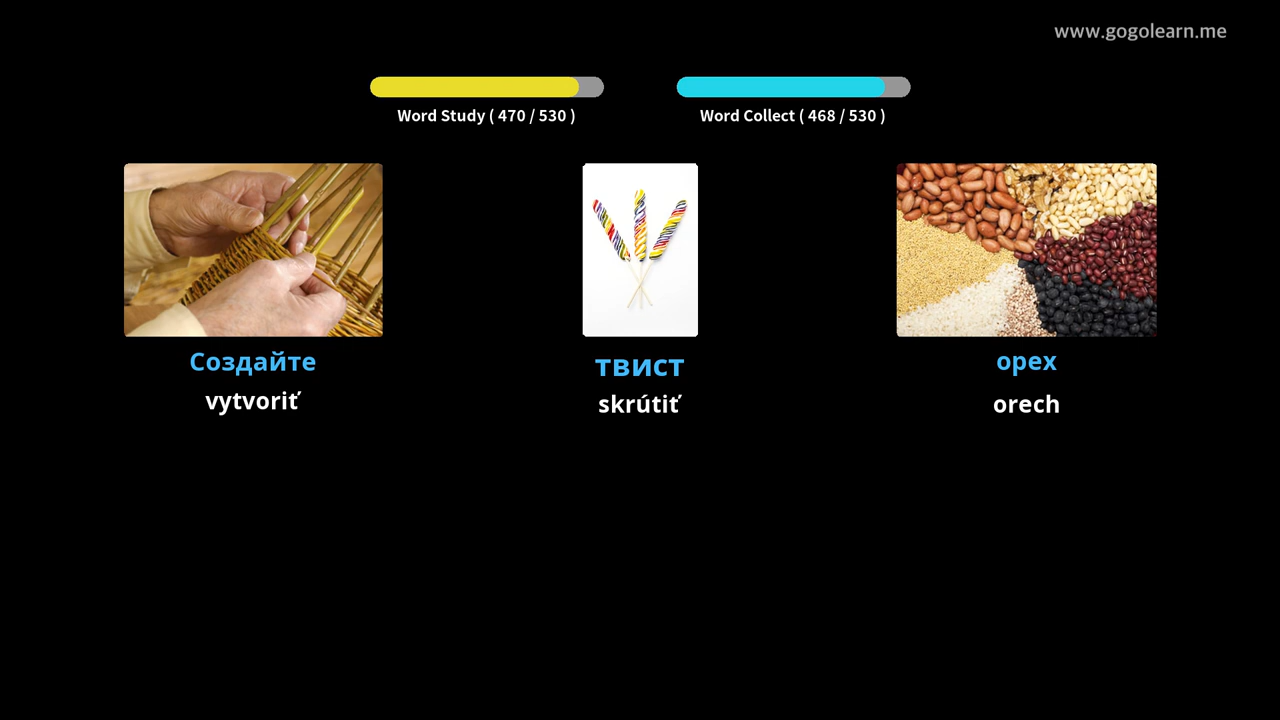 www.gogolearn.me
Word Study ( 470 / 530 )
Word Collect ( 468 / 530 )
Создайте
твист
орех
vytvoriť
skrútiť
orech